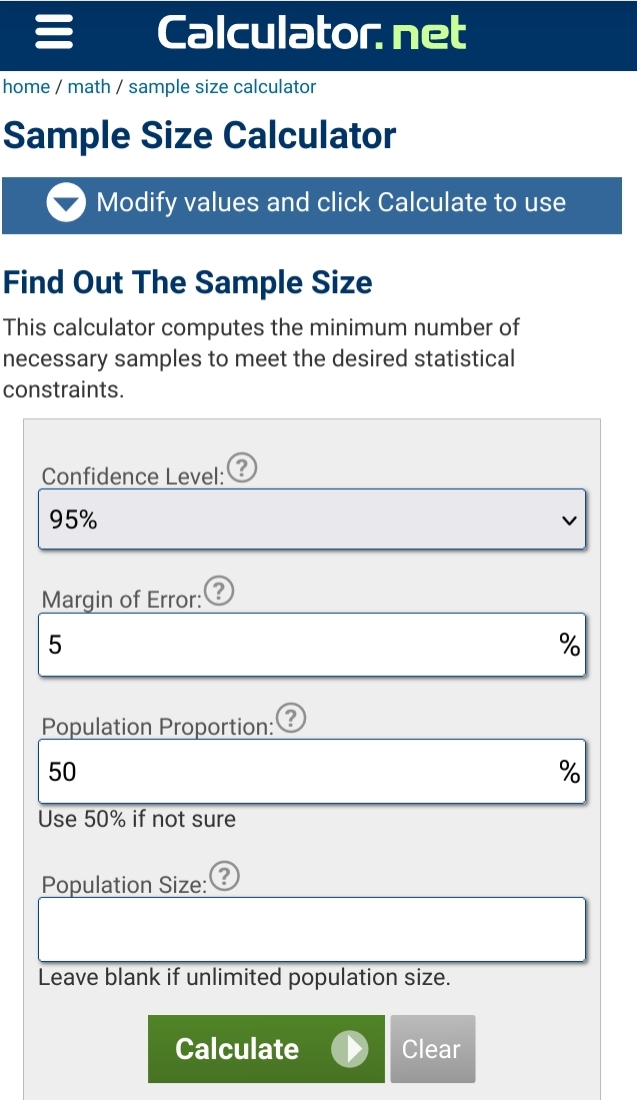 Calculator.net
home / math / sample size calculator
Sample Size Calculator
Modify values and click Calculate to use
Find Out The Sample Size
This calculator computes the minimum number of
necessary samples to meet the desired statistical
constraints.
Confidence Level: ?
95%
Margin of Error: ?
5 %
Population Proportion: ?
50 %
Use 50% if not sure
Population Size: ?
Leave blank if unlimited population size.
Calculate Clear